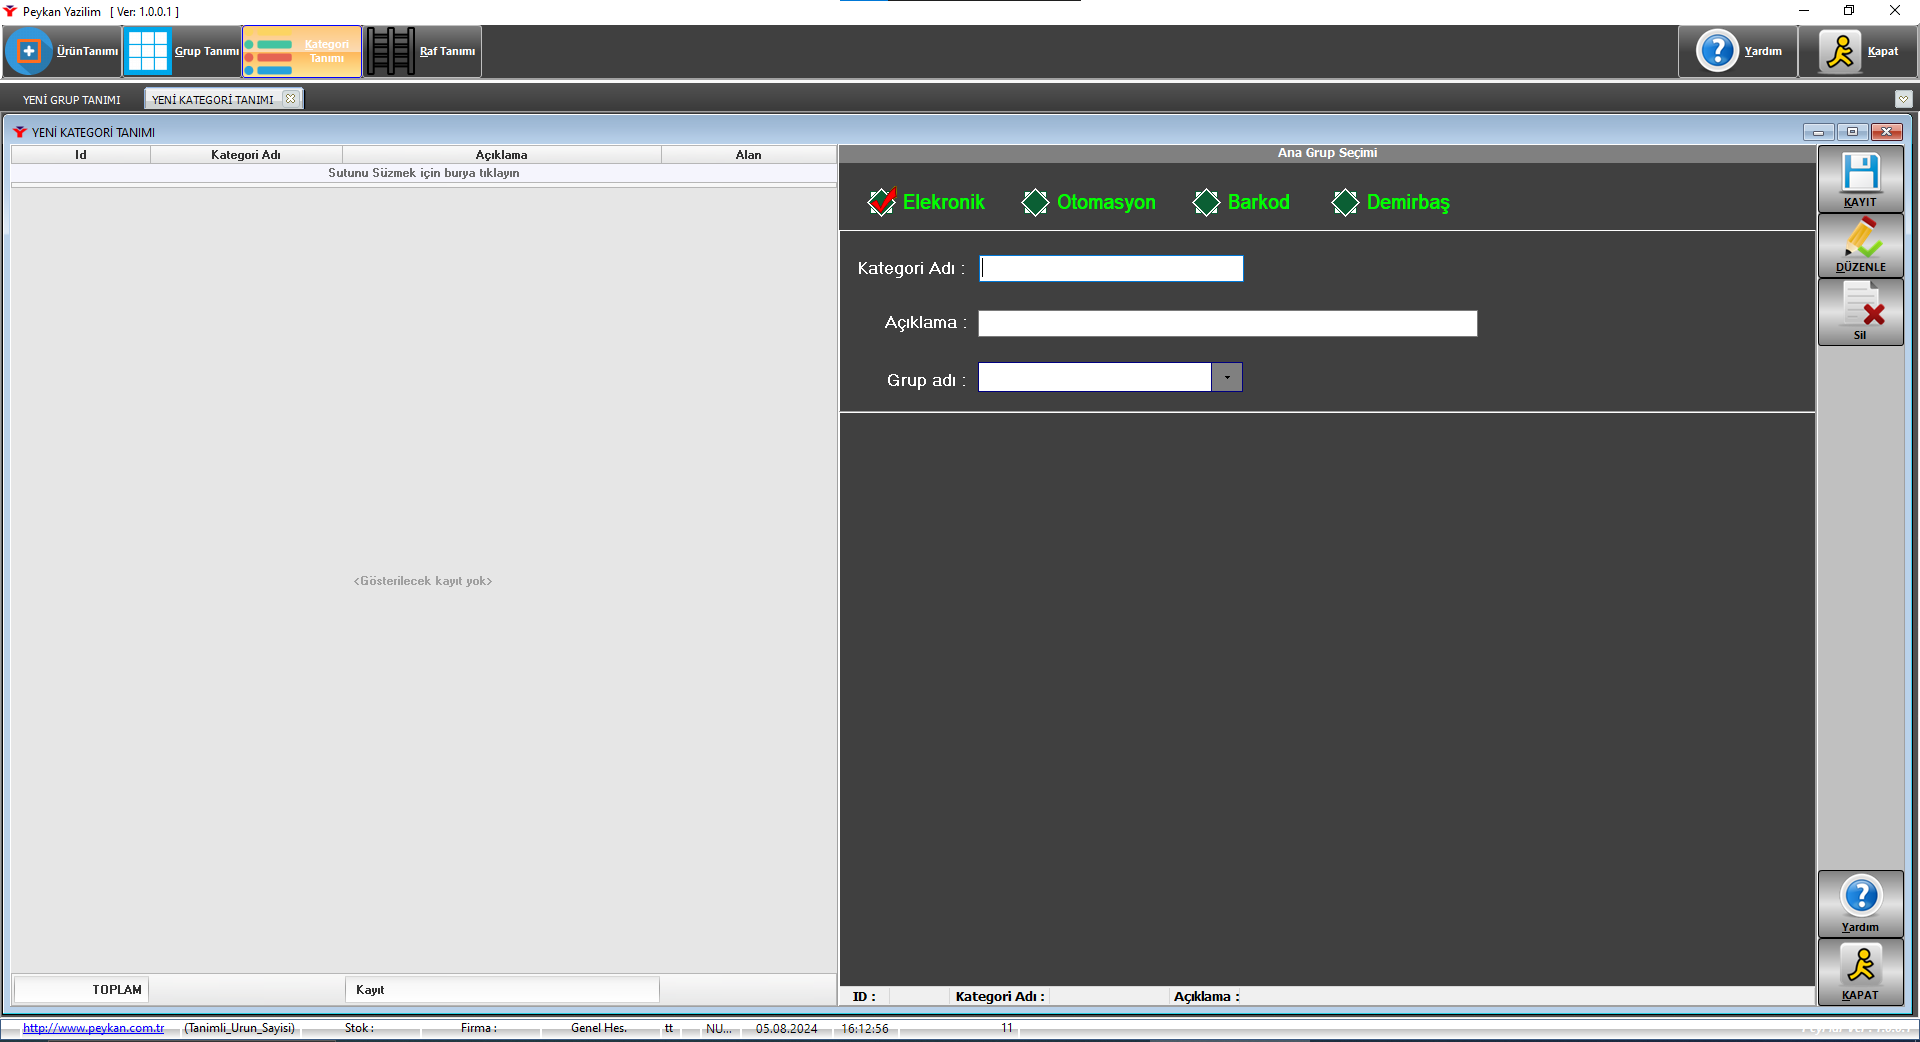 Peykan Yazilim [ Ver: 1.0.0.1 ]
ÜrünTanımı Grup Tanımı Kategori Tanımı Raf Tanımı Yardım Kapat
YENİ GRUP TANIMI YENİ KATEGORİ TANIMI
YENİ KATEGORİ TANIMI
Id Kategori Adı Açıklama Alan
Sutunu Süzmek için burya tıklayın
<Gösterilecek kayıt yok>
TOPLAM Kayıt
Ana Grup Seçimi
Elekronik Otomasyon Barkod Demirbaş
Kategori Adı :
Açıklama :
Grup adı :
ID : Kategori Adı : Açıklama :
KAYIT
DÜZENLE
Sil
Yardım
KAPAT
http://www.peykan.com.tr (Tanimli_Urun_Sayisi) Stok : Firma : Genel Hes. tt NU... 05.08.2024 16:12:56 11